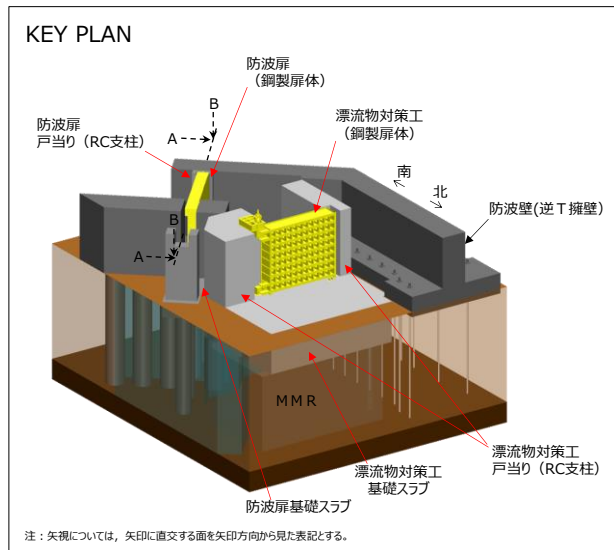 KEY PLAN
防波扉
（鋼製扉体）
B
A
防波扉
戸当り（RC支柱）
漂流物対策工
（鋼製扉体）
南
北
防波壁(逆T擁壁)
B
A
MMR
漂流物対策工
戸当り（RC支柱）
漂流物対策工
基礎スラブ
防波扉基礎スラブ
注：矢視については，矢印に直交する面を矢印方向から見た表記とする。